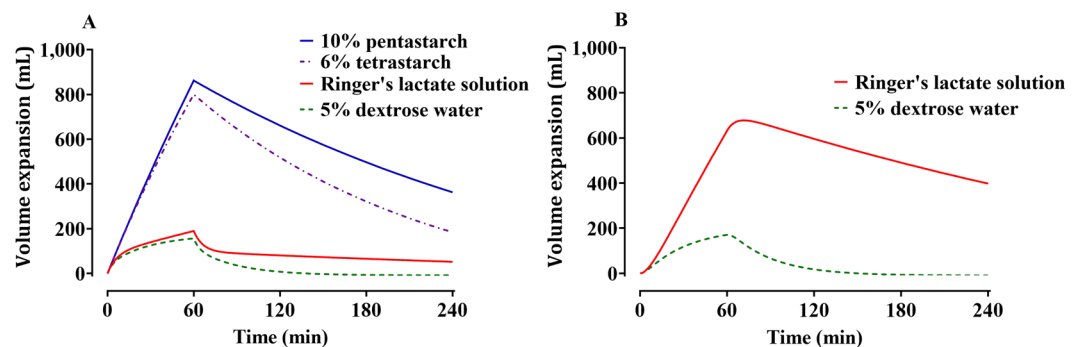 A
10% pentastarch
6% tetrastarch
Ringer's lactate solution
5% dextrose water
Volume expansion (mL)
1,000
800
600
400
200
0
0 60 120 180 240
Time (min)
B
Ringer's lactate solution
5% dextrose water
Volume expansion (mL)
1,000
800
600
400
200
0
0 60 120 180 240
Time (min)